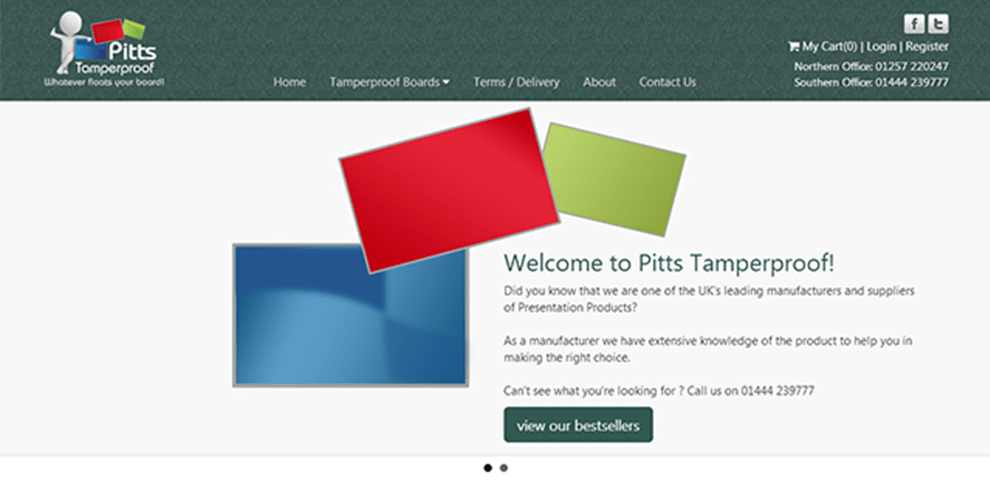 Pitts
Tamperproof
Whatever floats your board!
Home Tamperproof Boards Terms / Delivery About Contact Us
f t
My Cart(0) | Login | Register
Northern Office: 01257 220247
Southern Office: 01444 239777
Welcome to Pitts Tamperproof!
Did you know that we are one of the UK's leading manufacturers and suppliers
of Presentation Products?
As a manufacturer we have extensive knowledge of the product to help you in
making the right choice.
Can't see what you're looking for ? Call us on 01444 239777
view our bestsellers